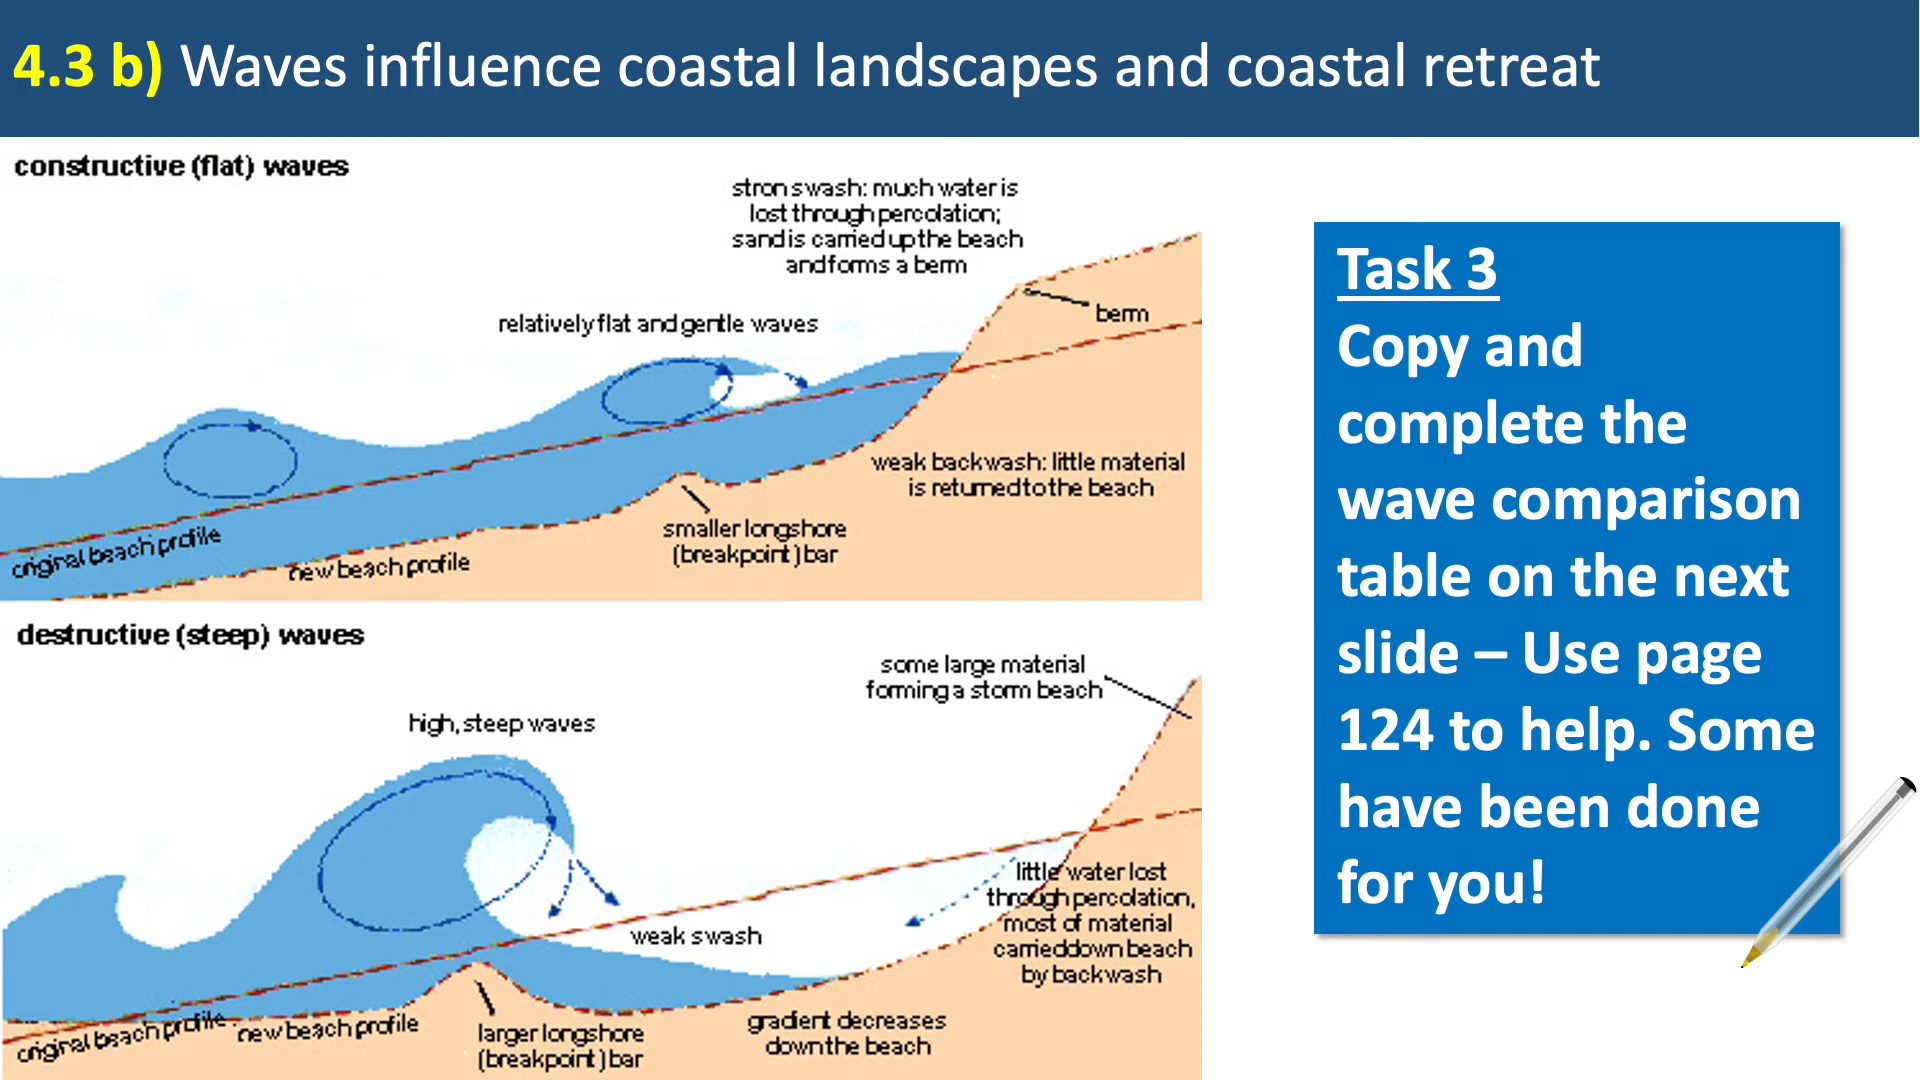 4.3 b) Waves influence coastal landscapes and coastal retreat
constructive (flat) waves
stron swash: much water is
lost through percolation;
sand is carried up the beach
and forms a berm
relatively flat and gentle waves
berm
weak backwash: little material
is returned to the beach
smaller longshore
(breakpoint) bar
original beach profile
new beach profile
destructive (steep) waves
some large material
forming a storm beach
high, steep waves
little water lost
through percolation,
most of material
carried down beach
by backwash
weak swash
original beach profile
new beach profile
larger longshore
(breakpoint) bar
gradient decreases
down the beach
Task 3
Copy and
complete the
wave comparison
table on the next
slide – Use page
124 to help. Some
have been done
for you!